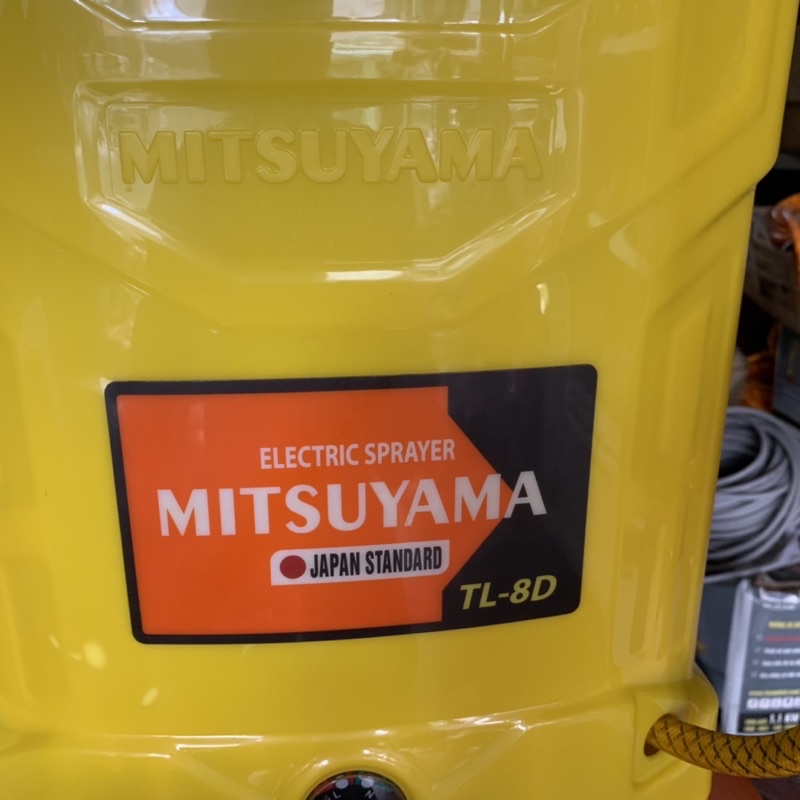 MITSUYAMA
ELECTRIC SPRAYER
MITSUYAMA
JAPAN STANDARD
TL-8D